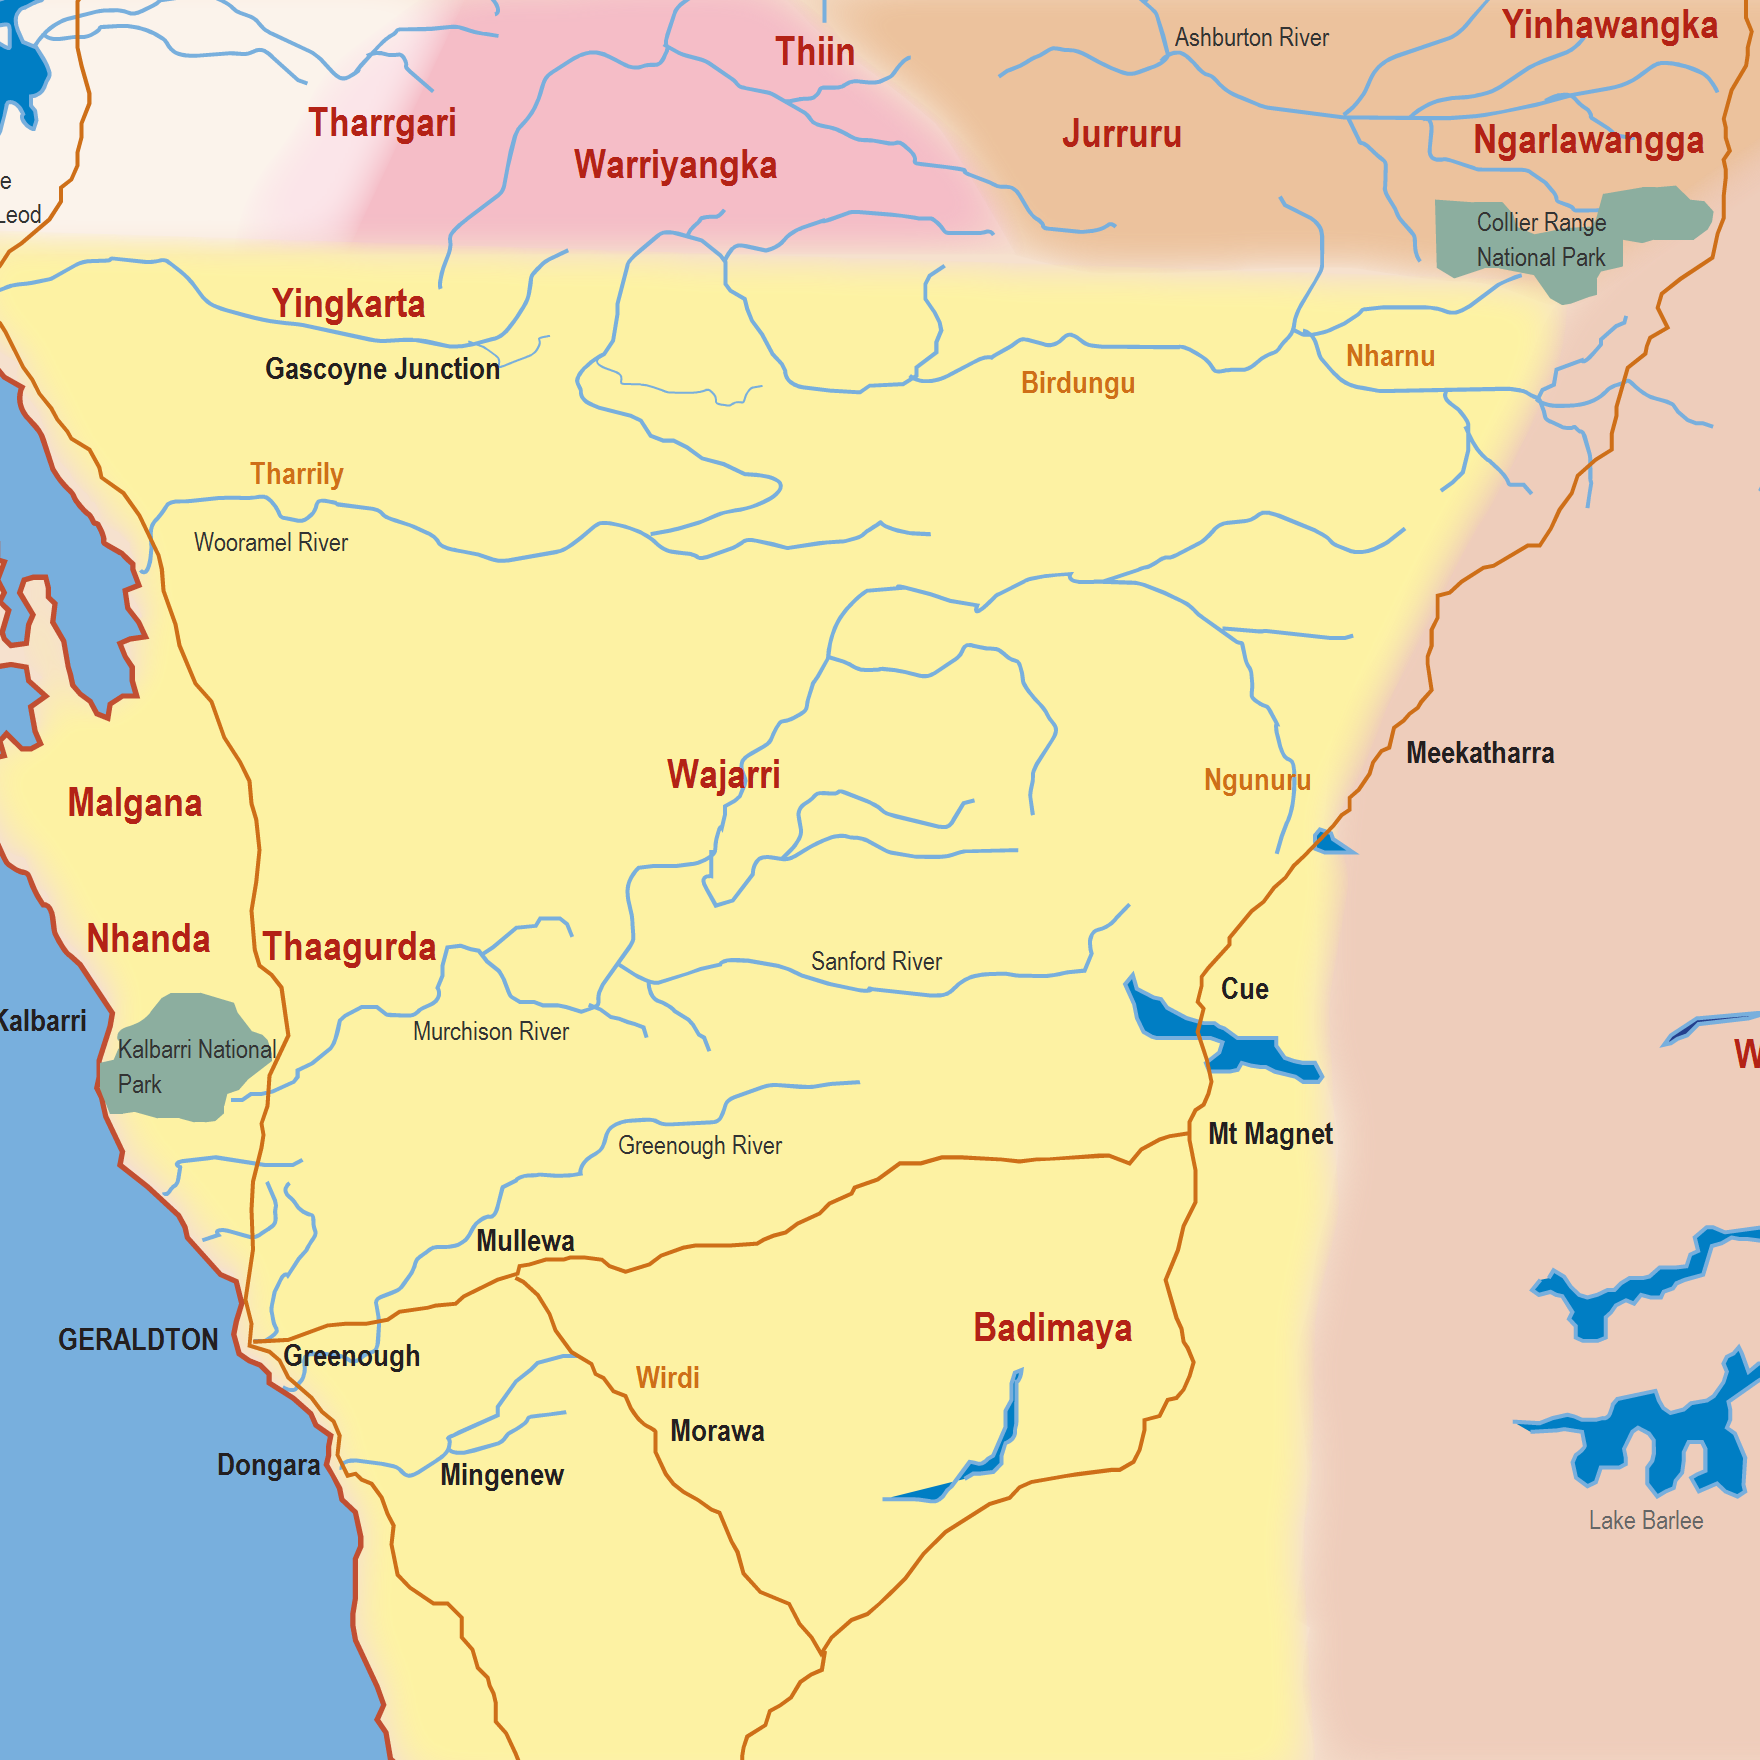 Yinhawangka
Ashburton River
Thiin
Tharrgari
Jurruru
Ngarlawangga
Warriyangka
e
Leod
Collier Range
National Park
Yingkarta
Gascoyne Junction
Nharnu
Birdungu
Tharrily
Wooramel River
Meekatharra
Wajarri
Ngunuru
Malgana
Nhanda
Thaagurda
Sanford River
Cue
Kalbarri
Murchison River
Kalbarri National
Park
W
Mt Magnet
Greenough River
Mullewa
Badimaya
GERALDTON
Greenough
Wirdi
Morawa
Dongara
Mingenew
Lake Barlee